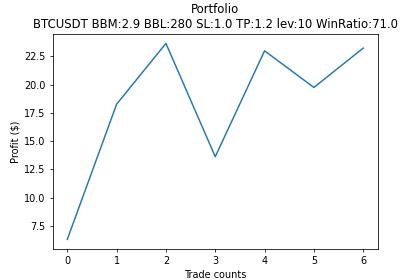 Portfolio
BTCUSDT BBM:2.9 BBL:280 SL:1.0 TP:1.2 lev:10 WinRatio:71.0
22.5
20.0
17.5
15.0
12.5
10.0
7.5
Profit ($)
0 1 2 3 4 5 6
Trade counts